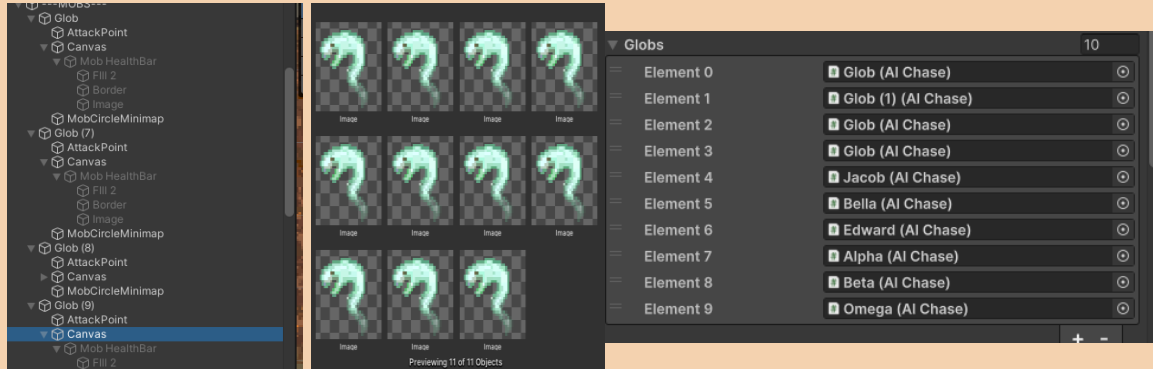 ***MOBS***
Glob
AttackPoint
Canvas
Mob HealthBar
Fill 2
Border
Image
MobCircleMinimap
Glob (7)
AttackPoint
Canvas
Mob HealthBar
Fill 2
Border
Image
MobCircleMinimap
Glob (8)
AttackPoint
Canvas
MobCircleMinimap
Glob (9)
AttackPoint
Canvas
Mob HealthBar
Fill 2
Image Image Image Image
Image Image Image Image
Image Image Image
Previewing 11 of 11 Objects
Globs 10
Element 0 Glob (AI Chase)
Element 1 Glob (1) (AI Chase)
Element 2 Glob (AI Chase)
Element 3 Glob (AI Chase)
Element 4 Jacob (AI Chase)
Element 5 Bella (AI Chase)
Element 6 Edward (AI Chase)
Element 7 Alpha (AI Chase)
Element 8 Beta (AI Chase)
Element 9 Omega (AI Chase)
+ -